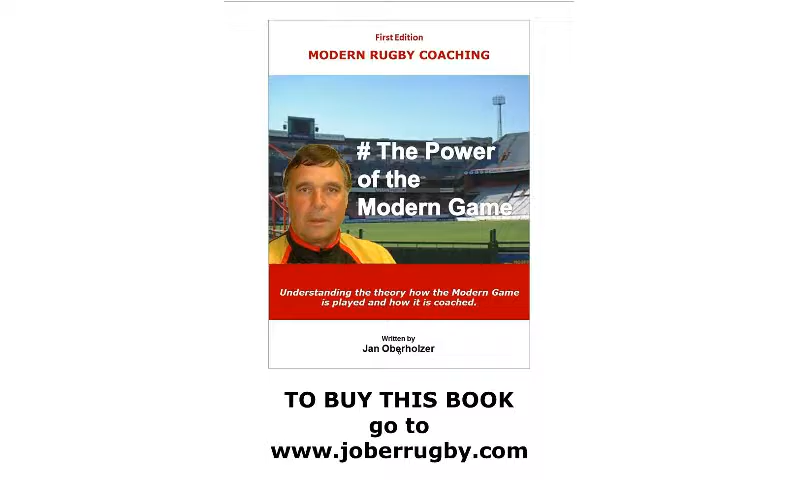 First Edition
MODERN RUGBY COACHING
# The Power
of the
Modern Game
Understanding the theory how the Modern Game
is played and how it is coached.
Written by
Jan Oberholzer
TO BUY THIS BOOK
go to
www.joberrugby.com